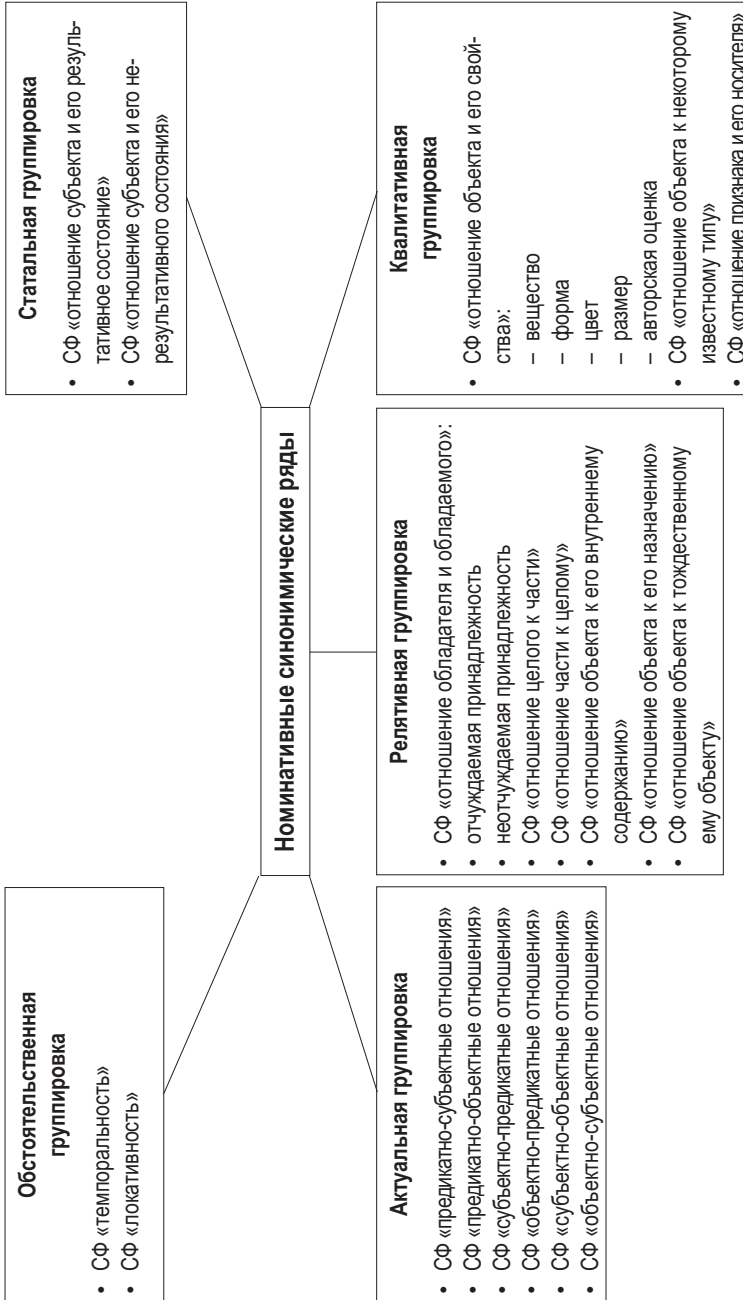 Обстоятельственная
группировка
• СФ «темпоральность»
• СФ «локативность»
Статальная группировка
• СФ «отношение субъекта и его резуль-
тативное состояние»
• СФ «отношение субъекта и его не-
результативного состояния»
Номинативные синонимические ряды
Актуальная группировка
• СФ «предикатно-субъектные отношения»
• СФ «предикатно-объектные отношения»
• СФ «субъектно-предикатные отношения»
• СФ «объектно-предикатные отношения»
• СФ «субъектно-объектные отношения»
• СФ «объектно-субъектные отношения»
Релятивная группировка
• СФ «отношение обладателя и обладаемого»:
• отчуждаемая принадлежность
• неотчуждаемая принадлежность
• СФ «отношение целого к части»
• СФ «отношение части к целому»
• СФ «отношение объекта к его внутреннему
содержанию»
• СФ «отношение объекта к его назначению»
• СФ «отношение объекта к тождественному
ему объекту»
Квалитативная
группировка
• СФ «отношение объекта и его свой-
ства»:
– вещество
– форма
– цвет
– размер
– авторская оценка
• СФ «отношение объекта к некоторому
известному типу»
• СФ «отношение признака и его носителя»